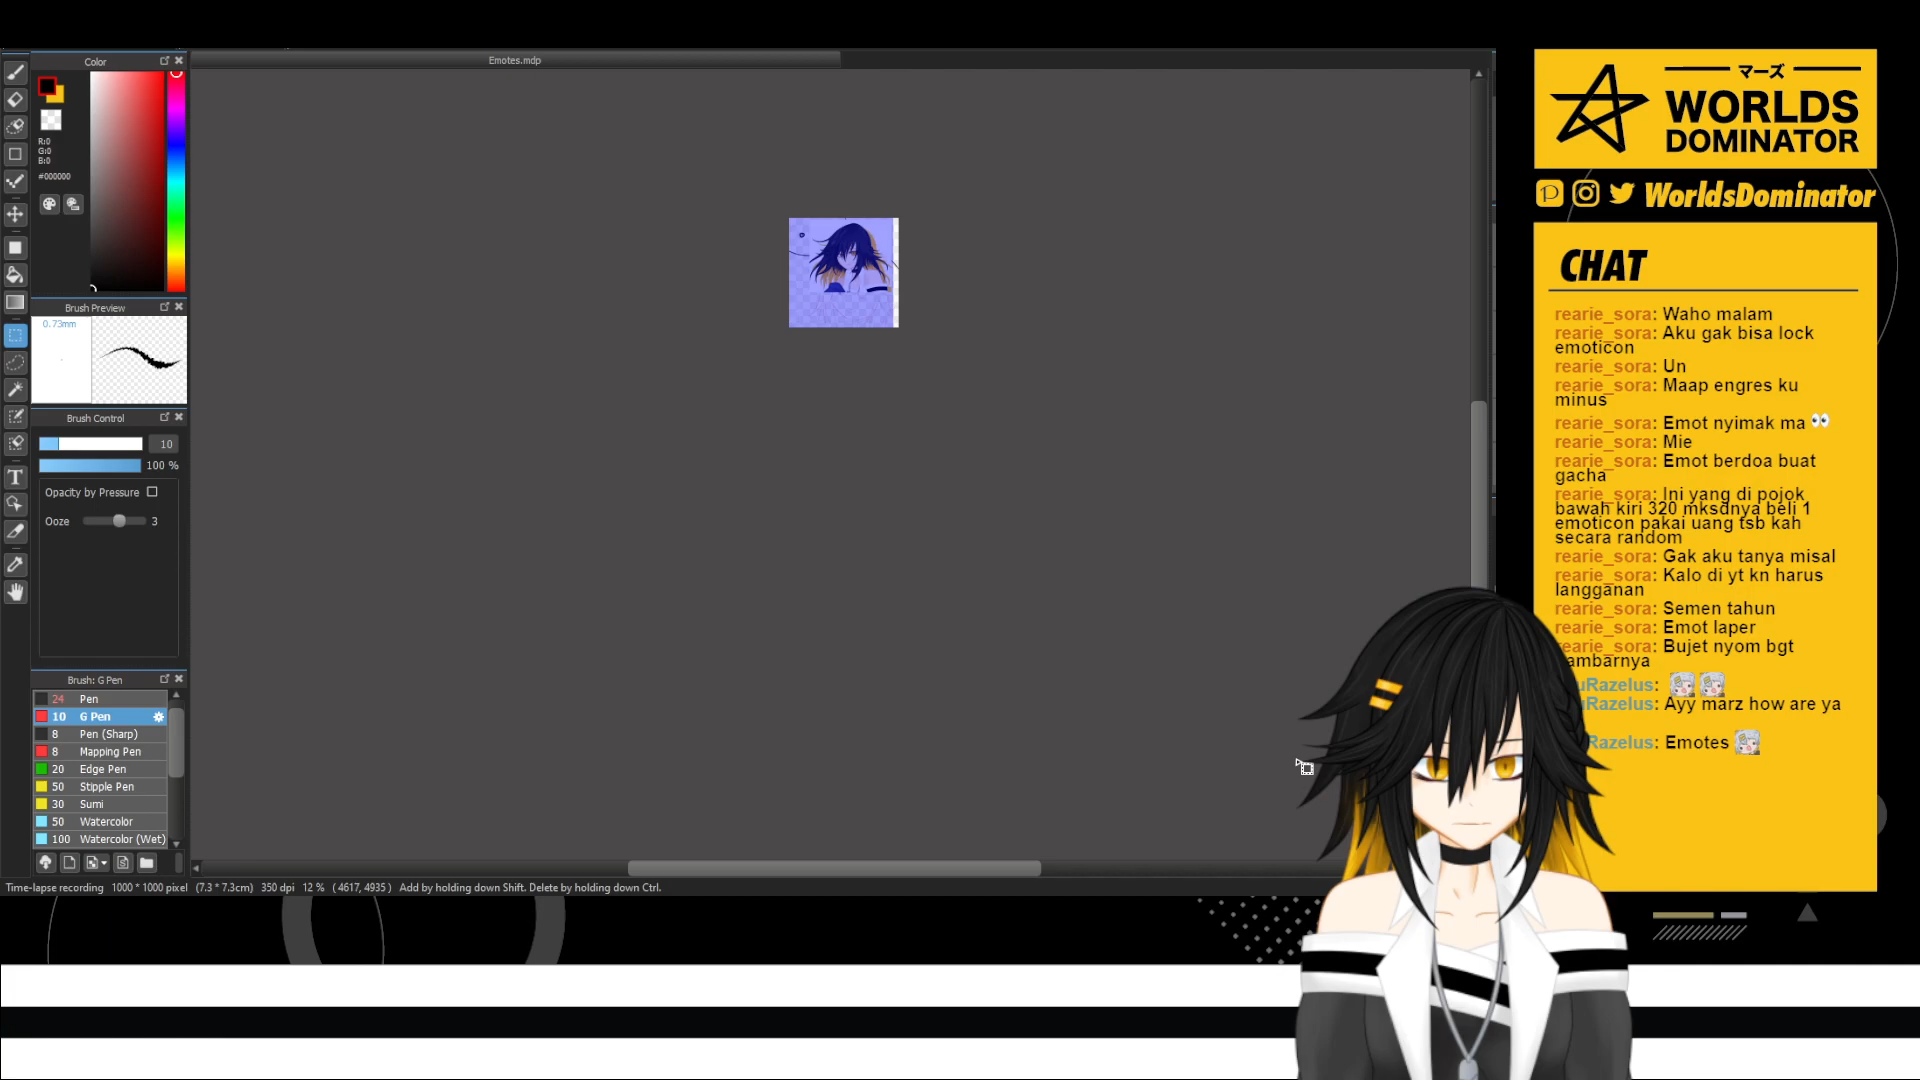 Color
Emotes.mdp
R:0
G:0
B:0
#000000
Brush Preview
0.73mm
Brush Control
10
100 %
Opacity by Pressure
Ooze 3
Brush: G Pen
24 Pen
10 G Pen
8 Pen (Sharp)
8 Mapping Pen
20 Edge Pen
50 Stipple Pen
30 Sumi
50 Watercolor
100 Watercolor (Wet)
Time-lapse recording 1000 * 1000 pixel (7.3 * 7.3cm) 350 dpi 12 % ( 4617, 4935 ) Add by holding down Shift. Delete by holding down Ctrl.
マーズ
WORLDS
DOMINATOR
WorldsDominator
CHAT
rearie_sora: Waho malam
rearie_sora: Aku gak bisa lock
emoticon
rearie_sora: Un
rearie_sora: Maap engres ku
minus
rearie_sora: Emot nyimak ma 👀
rearie_sora: Mie
rearie_sora: Emot berdoa buat
gacha
rearie_sora: Ini yang di pojok
bawah kiri 320 mksdnya beli 1
emoticon pakai uang tsb kah
secara random
rearie_sora: Gak aku tanya misal
rearie_sora: Kalo di yt kn harus
langganan
rearie_sora: Semen tahun
rearie_sora: Emot laper
rearie_sora: Bujet nyom bgt
ambarnya
uRazelus:
uRazelus: Ayy marz how are ya
Razelus: Emotes